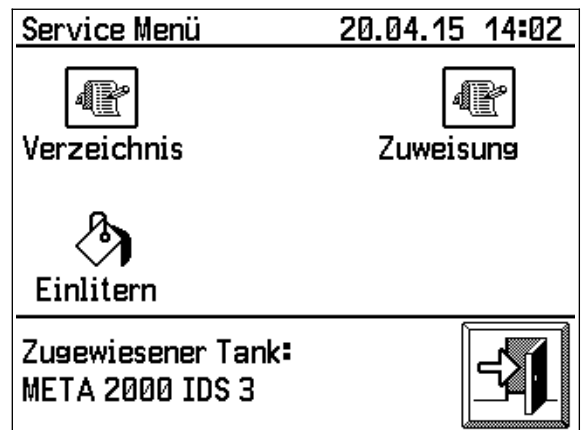 Service Menü 20.04.15 14:02
Verzeichnis Zuweisung
Einlitern
Zugewiesener Tank:
META 2000 IDS 3